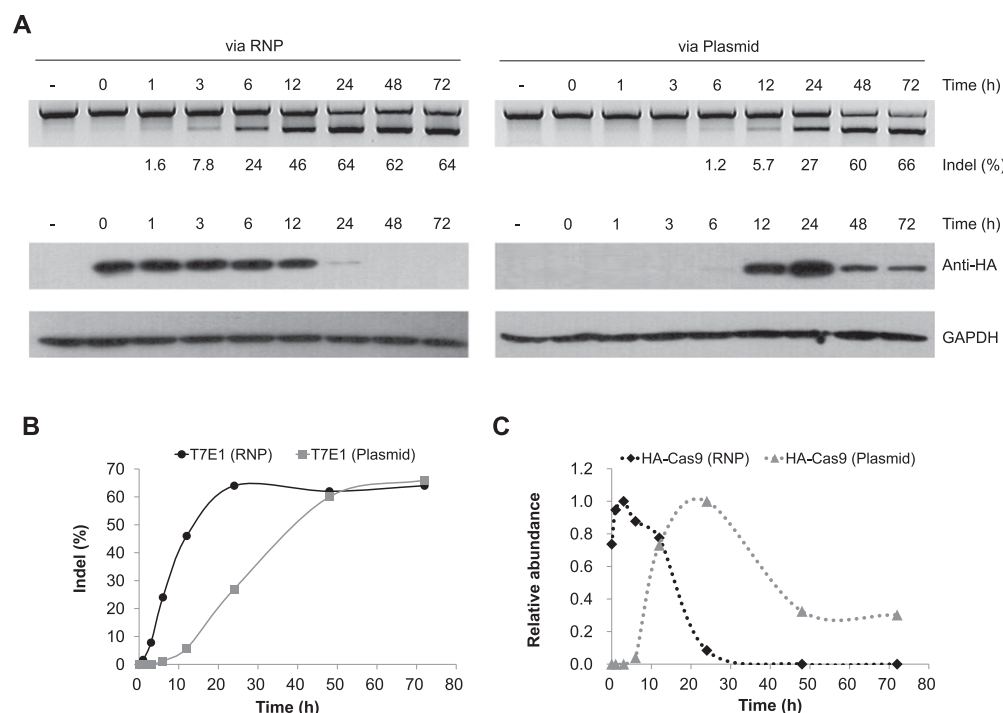 A
via RNP
via Plasmid
- 0 1 3 6 12 24 48 72
- 0 1 3 6 12 24 48 72 Time (h)
1.6 7.8 24 46 64 62 64
1.2 5.7 27 60 66 Indel (%)
- 0 1 3 6 12 24 48 72
- 0 1 3 6 12 24 48 72 Time (h)
Anti-HA
GAPDH
B
T7E1 (RNP) T7E1 (Plasmid)
70
60
50
40
30
20
10
0
Indel (%)
0 10 20 30 40 50 60 70 80
Time (h)
C
HA-Cas9 (RNP) HA-Cas9 (Plasmid)
1.2
1.0
0.8
0.6
0.4
0.2
0.0
Relative abundance
0 10 20 30 40 50 60 70 80
Time (h)